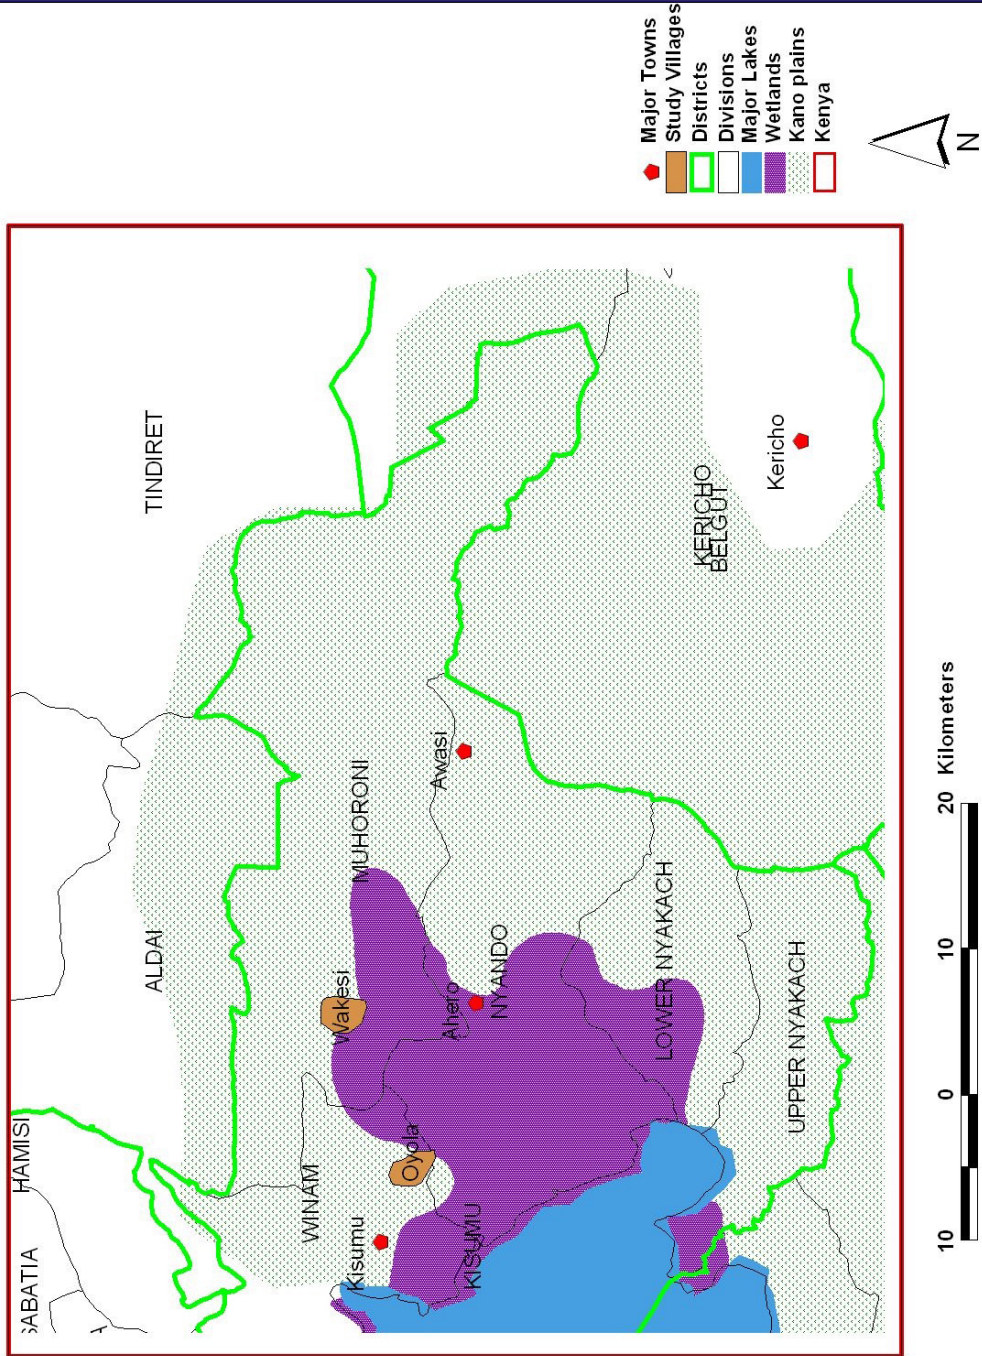 HAMISI
SABATIA
A
ALDAI
TINDIRET
WINAM
Kisumu
KISUMU
Oyola
Wakesi
MUHORONI
Ahero
NYANDO
Awasi
LOWER NYAKACH
UPPER NYAKACH
KERICHO
BELGUT
Kericho
Major Towns
Study Villages
Districts
Divisions
Major Lakes
Wetlands
Kano plains
Kenya
N
10 0 10 20 Kilometers